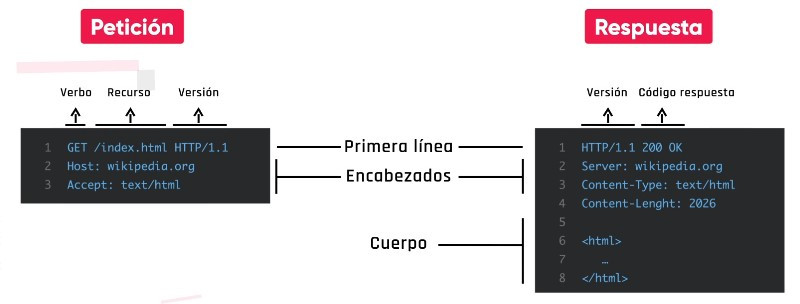 Petición
Respuesta
Verbo Recurso Versión
Versión Código respuesta
1 GET /index.html HTTP/1.1
2 Host: wikipedia.org
3 Accept: text/html
Primera línea
Encabezados
Cuerpo
1 HTTP/1.1 200 OK
2 Server: wikipedia.org
3 Content-Type: text/html
4 Content-Lenght: 2026
5
6 <html>
7 …
8 </html>